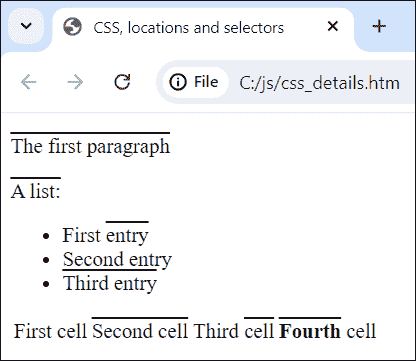 CSS, locations and selectors
File C:/js/css_details.htm
The first paragraph
A list:
First entry
Second entry
Third entry
First cell Second cell Third cell Fourth cell